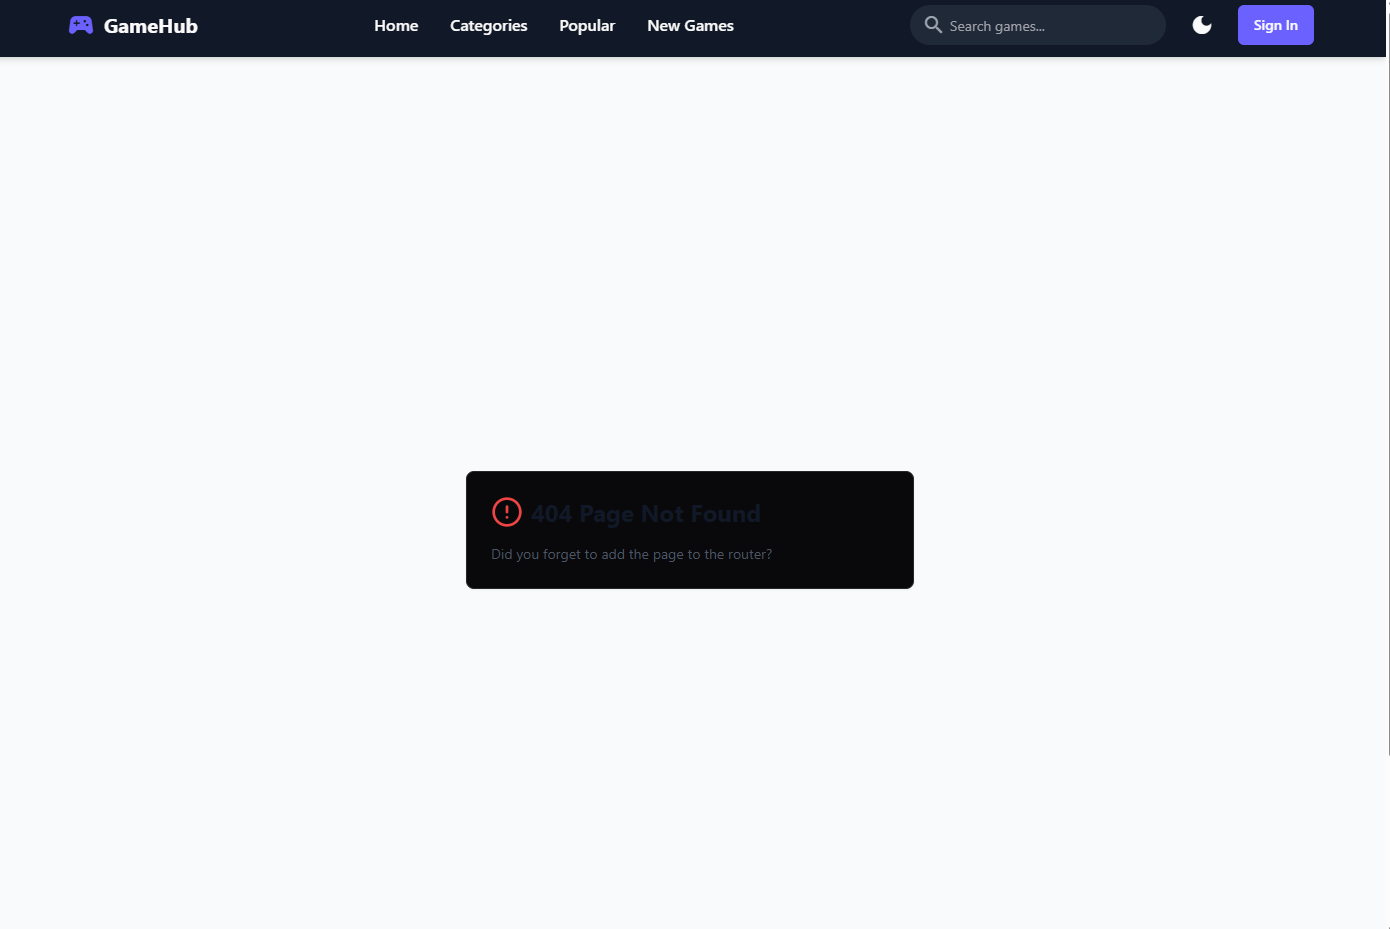 GameHub
Home
Categories
Popular
New Games
Search games...
Sign In
404 Page Not Found
Did you forget to add the page to the router?